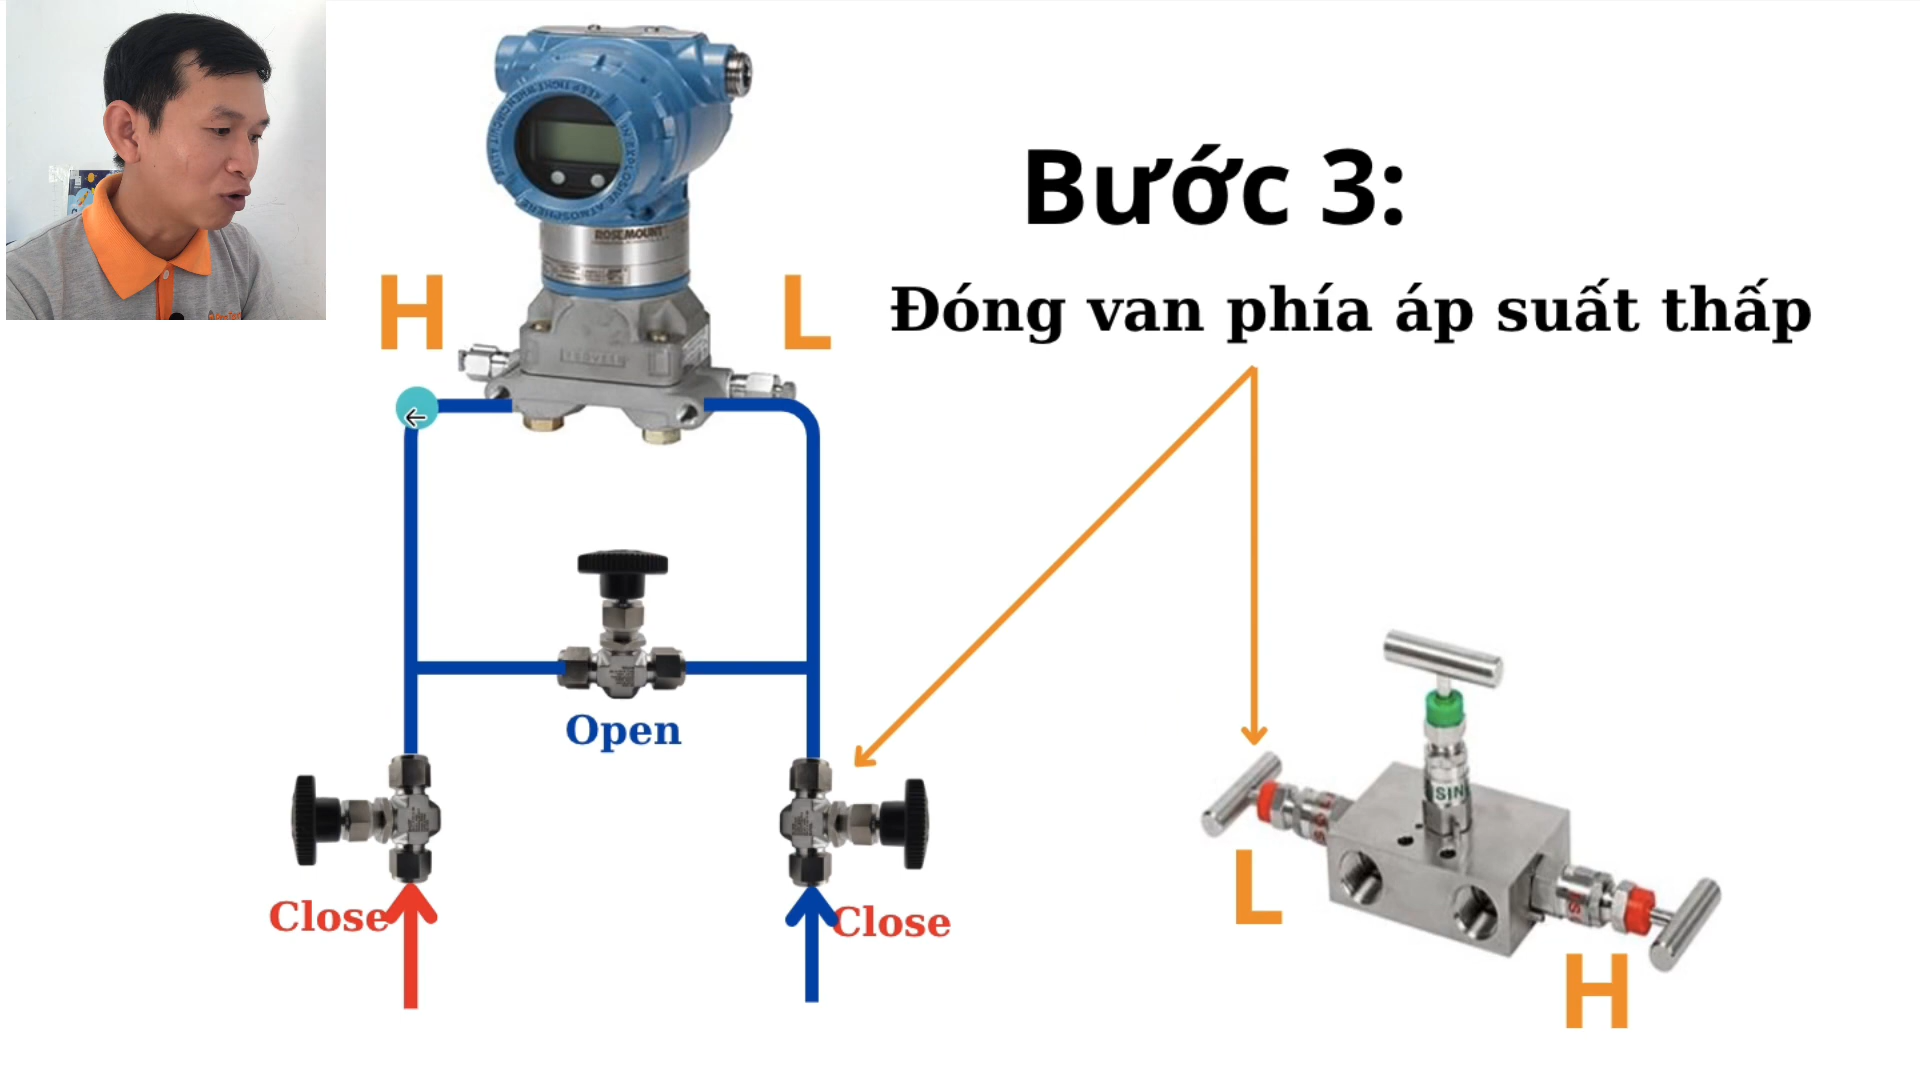 Bước 3:
Đóng van phía áp suất thấp
H
L
ROSEMOUNT
Open
Close
Close
L
H